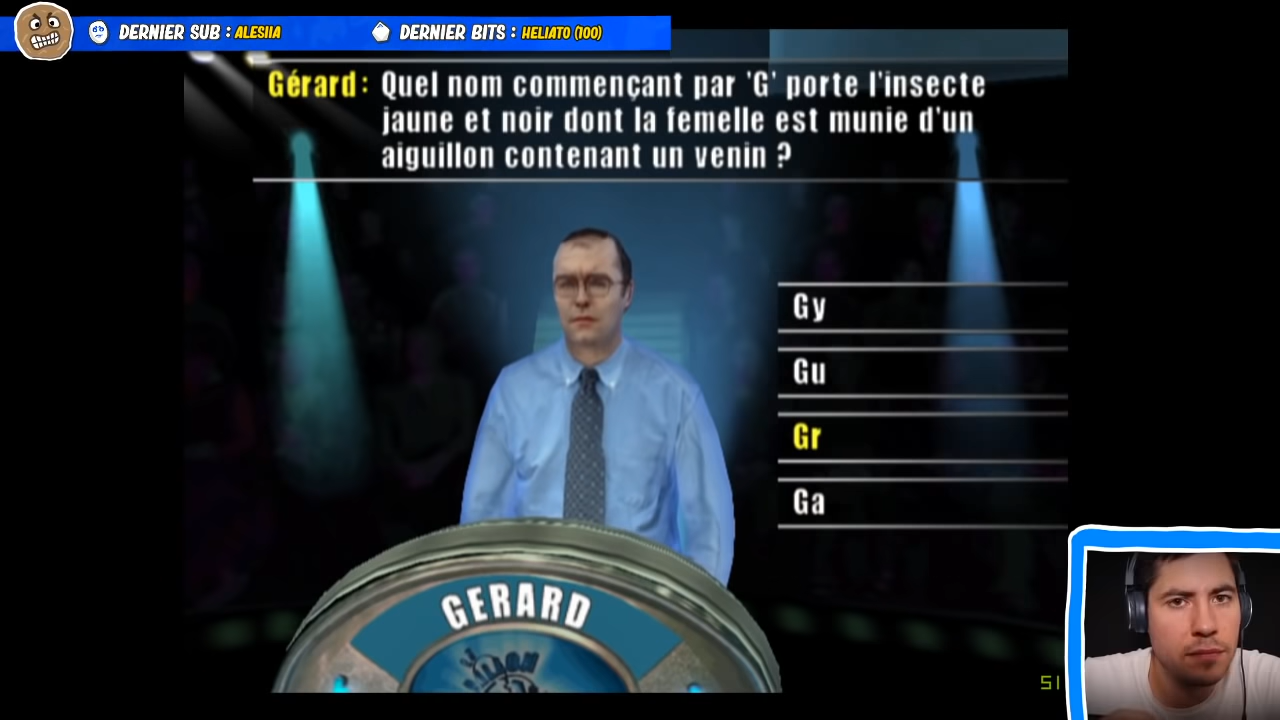 DERNIER SUB : ALESIIA
DERNIER BITS : HELIATO (100)
Gérard : Quel nom commençant par 'G' porte l'insecte
jaune et noir dont la femelle est munie d'un
aiguillon contenant un venin ?
Gy
Gu
Gr
Ga
GERARD
51